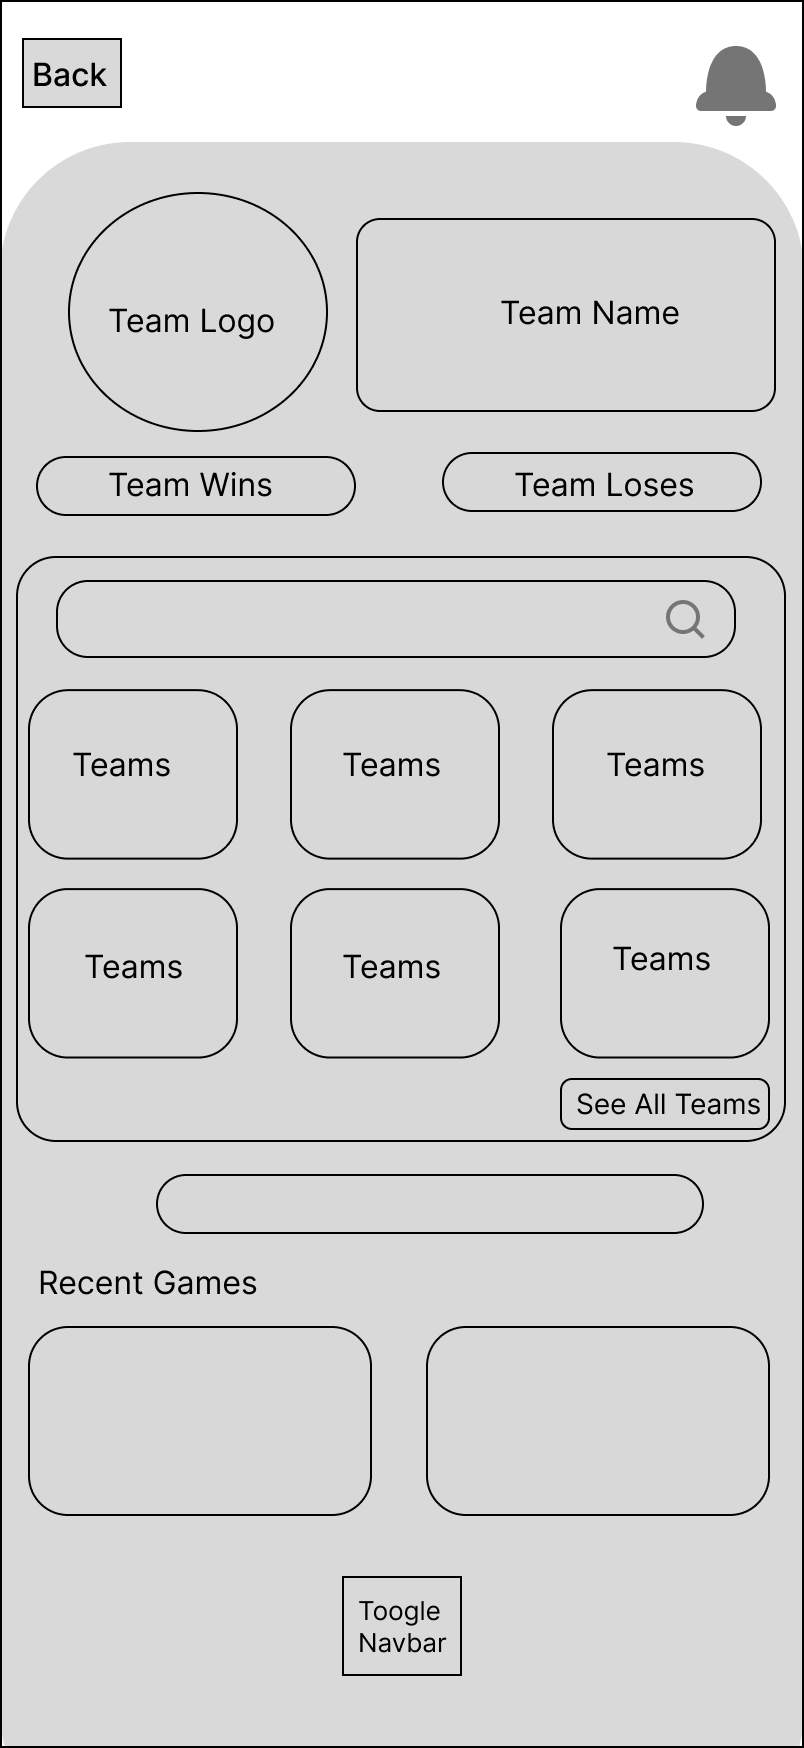 Back
Team Logo
Team Name
Team Wins
Team Loses
Teams
Teams
Teams
Teams
Teams
Teams
See All Teams
Recent Games
Toogle
Navbar